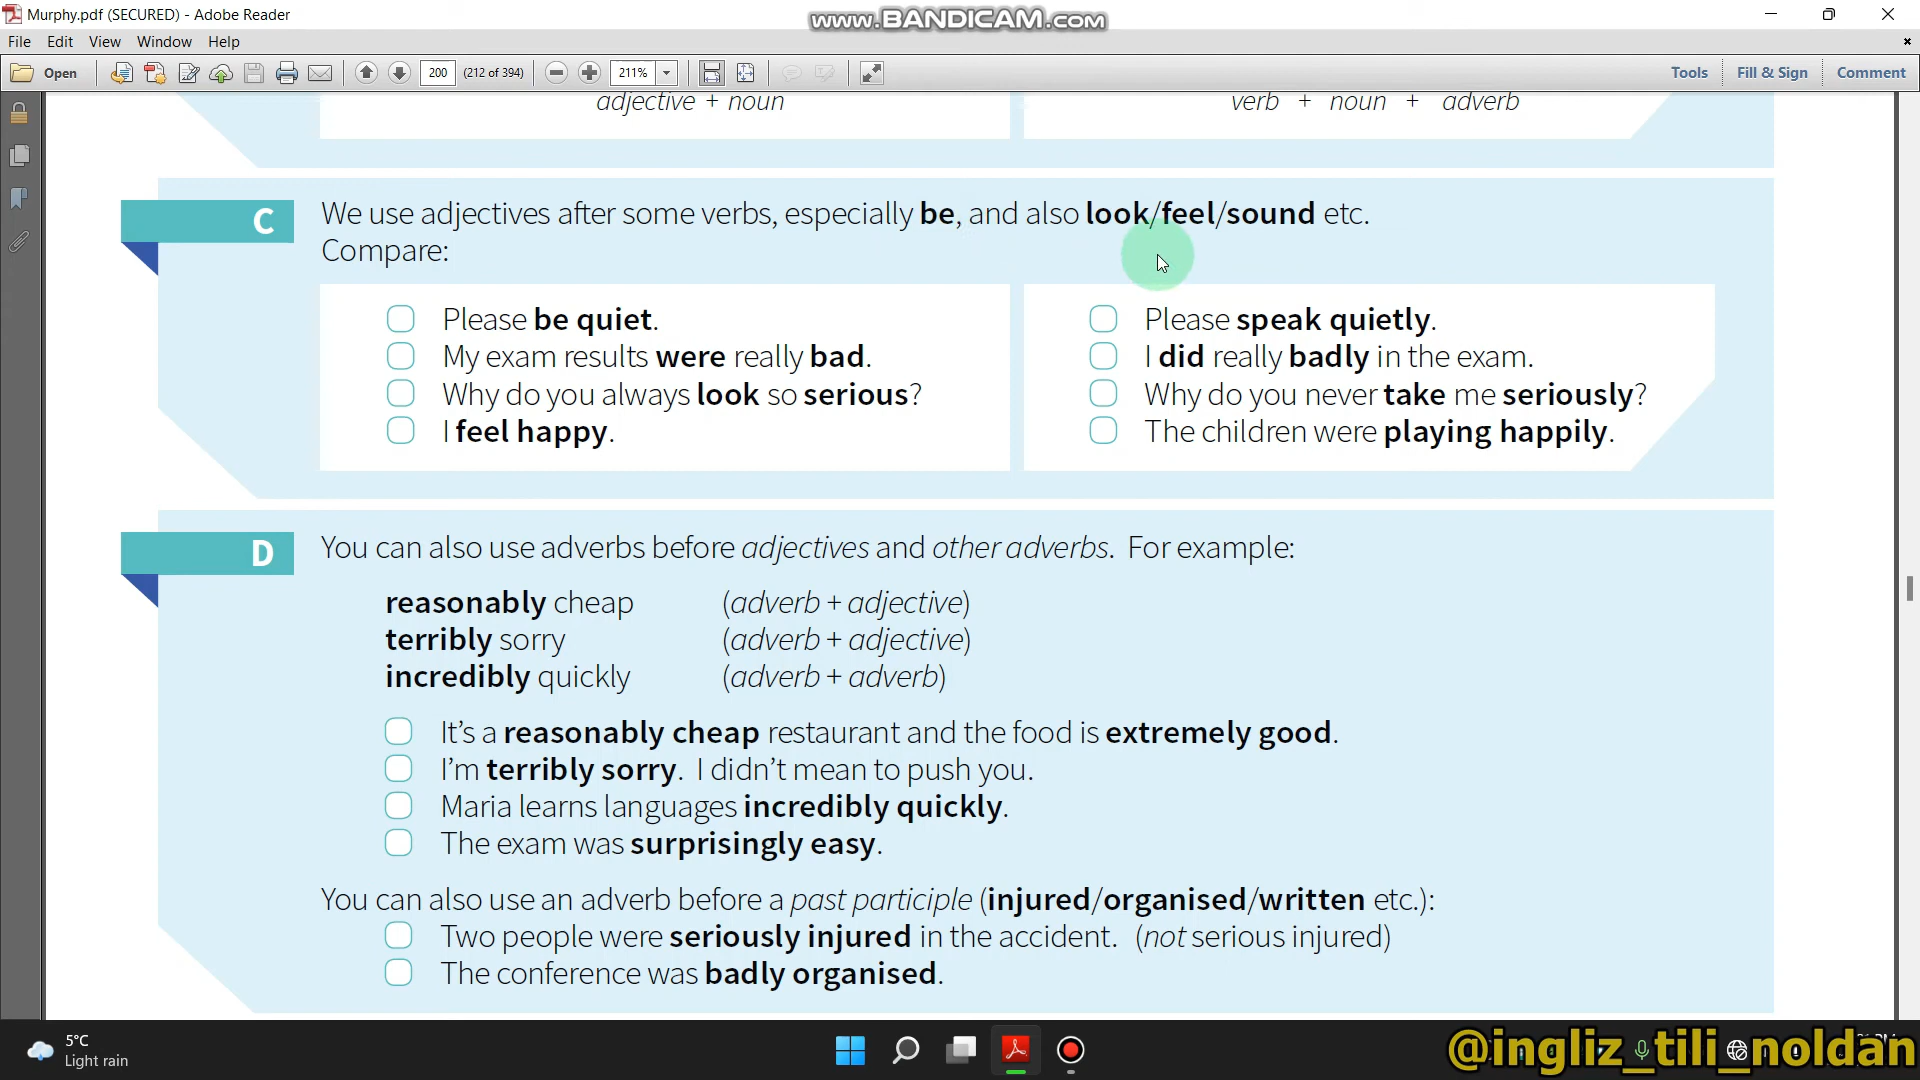 Murphy.pdf (SECURED) - Adobe Reader
www.BANDICAM.com
File Edit View Window Help
Open 200 (212 of 394) 211% Tools Fill & Sign Comment
adjective + noun verb + noun + adverb
C We use adjectives after some verbs, especially be, and also look/feel/sound etc.
Compare:
Please be quiet.
My exam results were really bad.
Why do you always look so serious?
I feel happy.
Please speak quietly.
I did really badly in the exam.
Why do you never take me seriously?
The children were playing happily.
D You can also use adverbs before adjectives and other adverbs. For example:
reasonably cheap (adverb + adjective)
terribly sorry (adverb + adjective)
incredibly quickly (adverb + adverb)
It’s a reasonably cheap restaurant and the food is extremely good.
I’m terribly sorry. I didn’t mean to push you.
Maria learns languages incredibly quickly.
The exam was surprisingly easy.
You can also use an adverb before a past participle (injured/organised/written etc.):
Two people were seriously injured in the accident. (not serious injured)
The conference was badly organised.
5°C
Light rain
@ingliz_tili_noldan